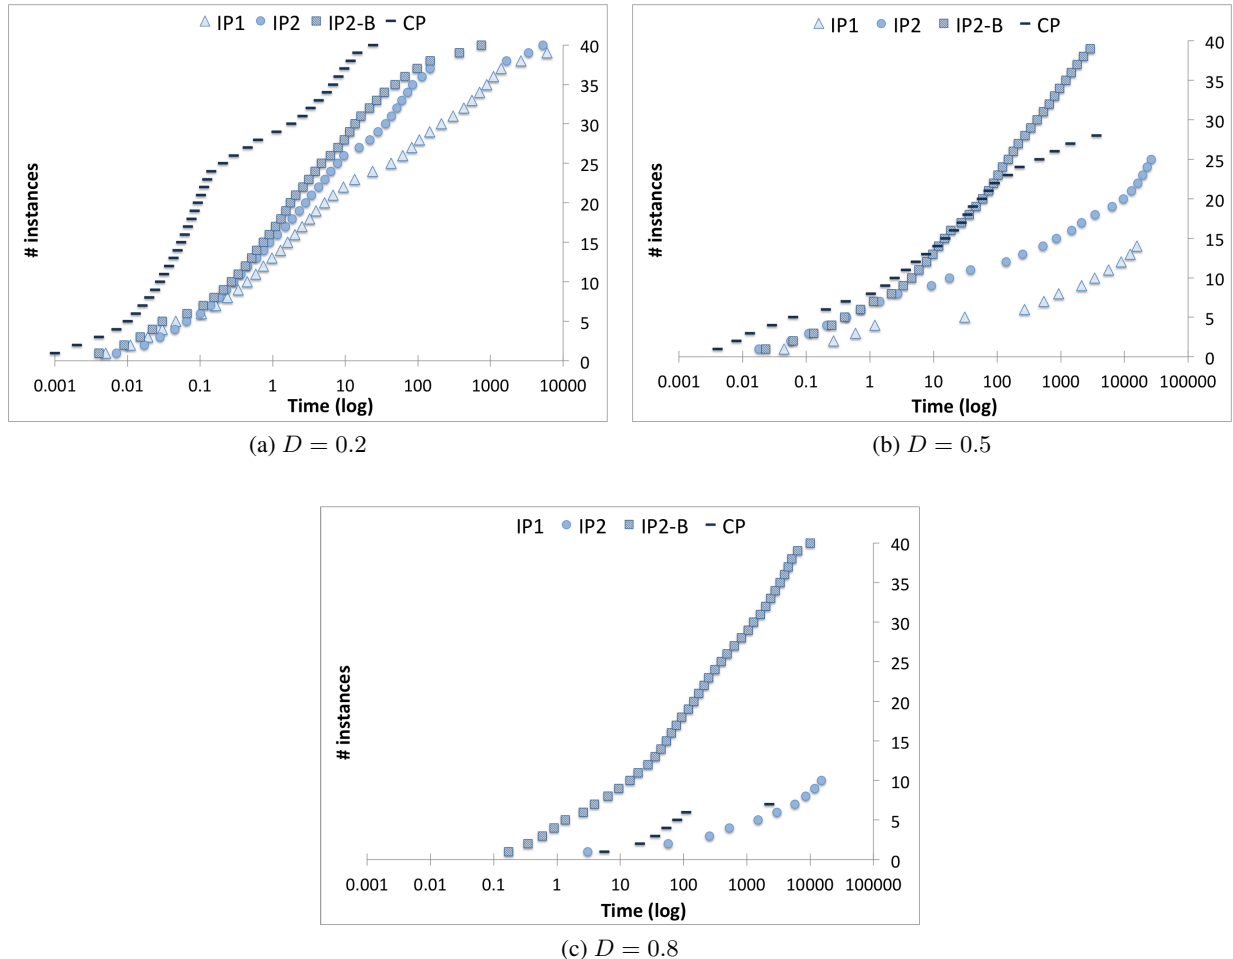 IP1 IP2 IP2-B CP
40
35
30
25
20
15
10
5
0
# instances
0.001 0.01 0.1 1 10 100 1000 10000
Time (log)
(a) D = 0.2
IP1 IP2 IP2-B CP
40
35
30
25
20
15
10
5
0
# instances
0.001 0.01 0.1 1 10 100 1000 10000 100000
Time (log)
(b) D = 0.5
IP1 IP2 IP2-B CP
40
35
30
25
20
15
10
5
0
# instances
0.001 0.01 0.1 1 10 100 1000 10000 100000
Time (log)
(c) D = 0.8